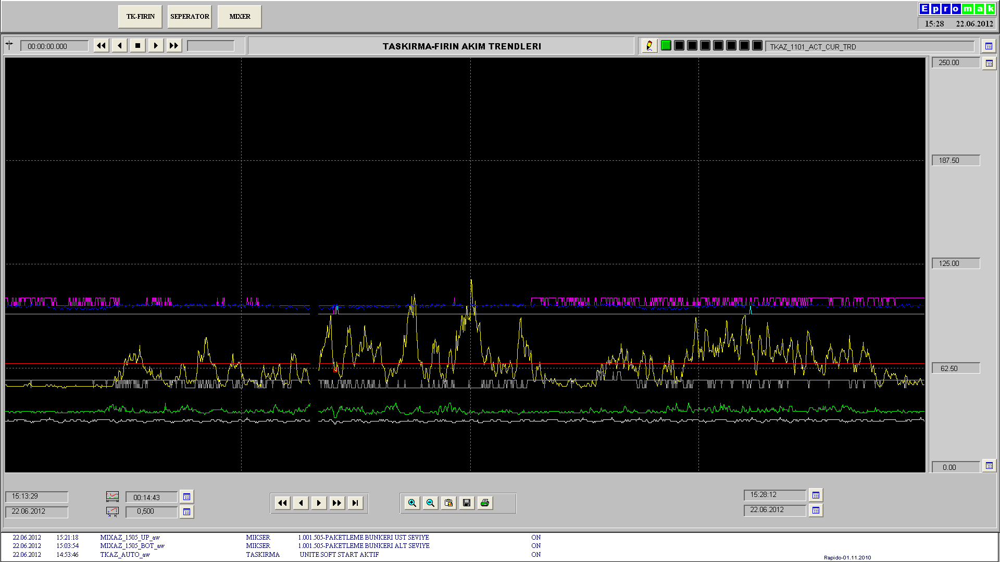 TK-FIRIN SEPERATOR MIXER
Epromak
15:28 22.06.2012
00:00:00.000
TASKIRMA-FIRIN AKIM TRENDLERI
TKAZ_1101_ACT_CUR_TRD
250.00
187.50
125.00
62.50
0.00
15:13:29
00:14:43
15:28:12
22.06.2012
0,500
22.06.2012
22.06.2012 15:21:18 MIXAZ_1505_UP_aw MIKSER 1.001.505-PAKETLEME BUNKERI UST SEVIYE ON
22.06.2012 15:03:54 MIXAZ_1505_BOT_aw MIKSER 1.001.505-PAKETLEME BUNKERI ALT SEVIYE ON
22.06.2012 14:53:46 TKAZ_AUTO_aw TASKIRMA UNITE SOFT START AKTIF ON
Rapido-01.11.2010